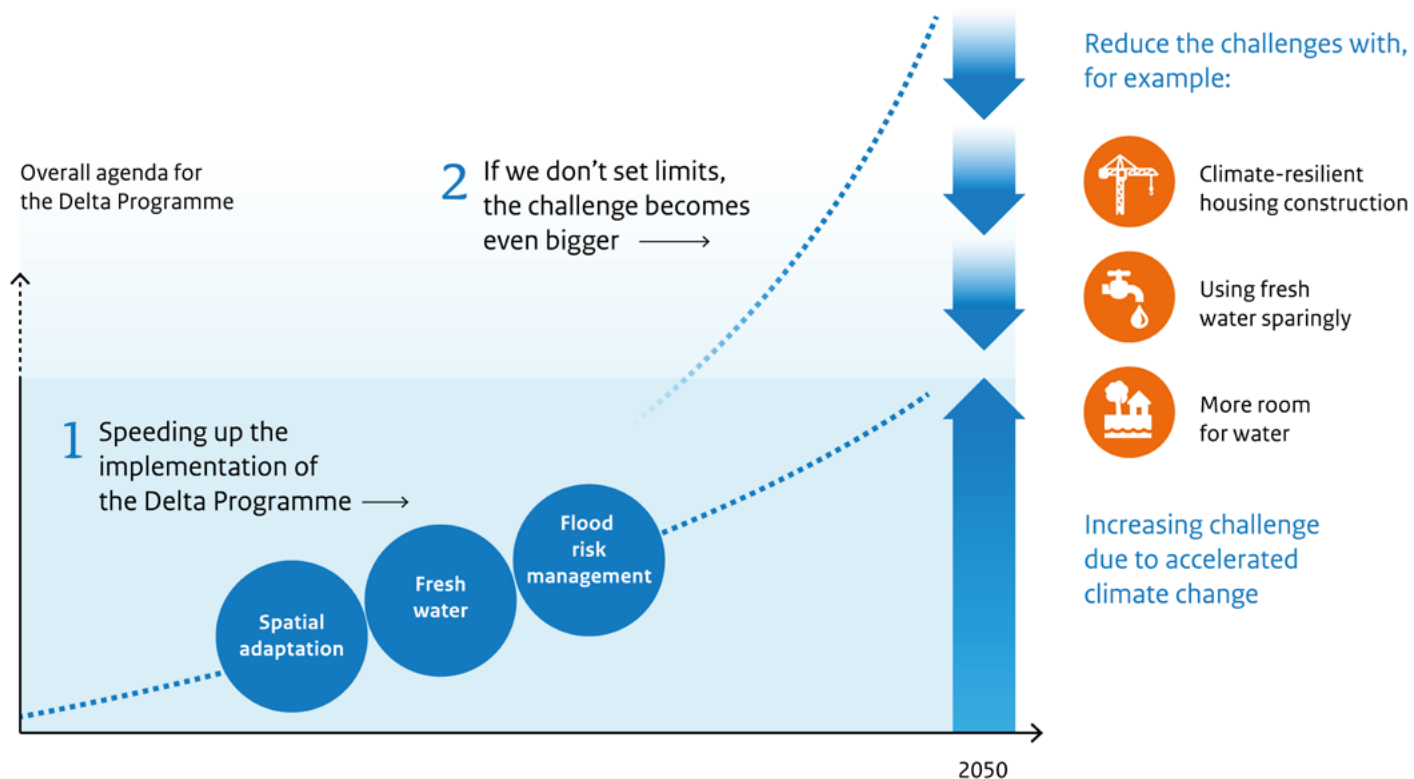 Overall agenda for
the Delta Programme
2 If we don’t set limits,
the challenge becomes
even bigger
1 Speeding up the
implementation of
the Delta Programme
Spatial
adaptation
Fresh
water
Flood
risk
management
2050
Reduce the challenges with,
for example:
Climate-resilient
housing construction
Using fresh
water sparingly
More room
for water
Increasing challenge
due to accelerated
climate change